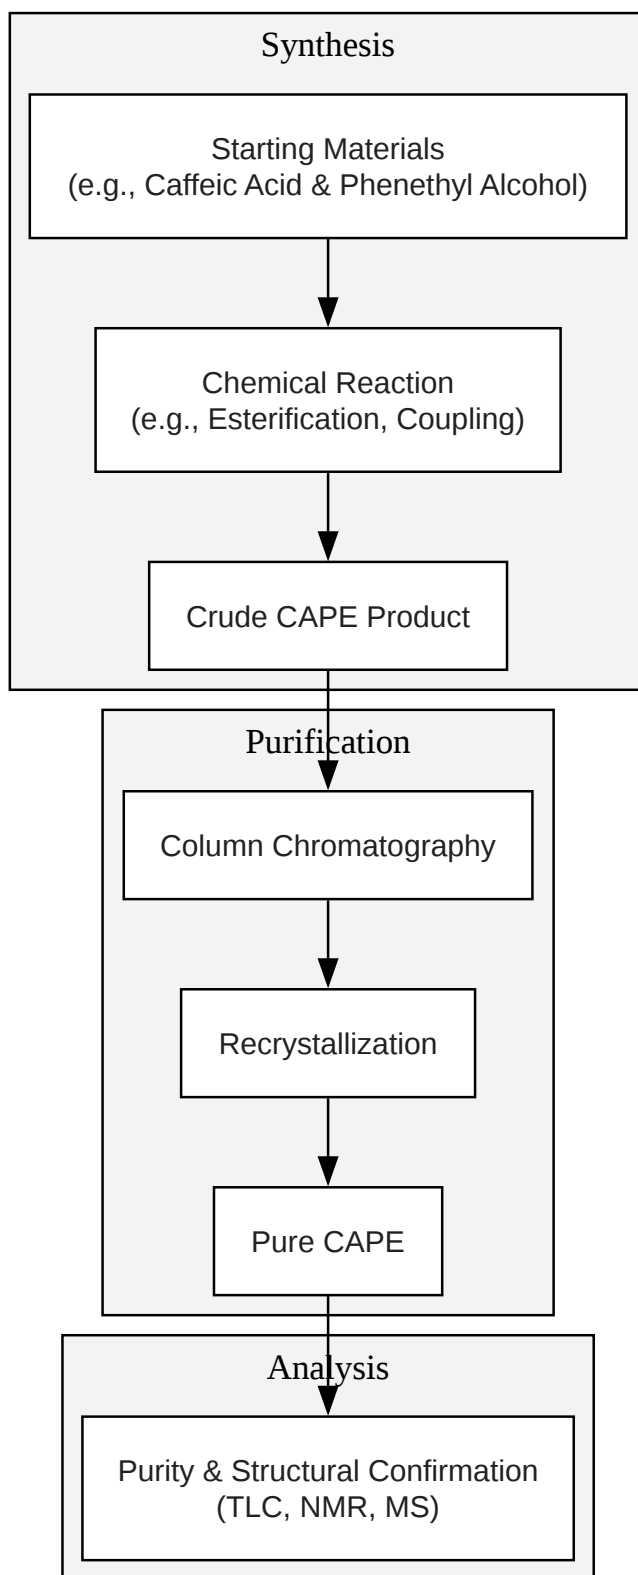 Synthesis
Starting Materials
(e.g., Caffeic Acid & Phenethyl Alcohol)
Chemical Reaction
(e.g., Esterification, Coupling)
Crude CAPE Product
Purification
Column Chromatography
Recrystallization
Pure CAPE
Analysis
Purity & Structural Confirmation
(TLC, NMR, MS)